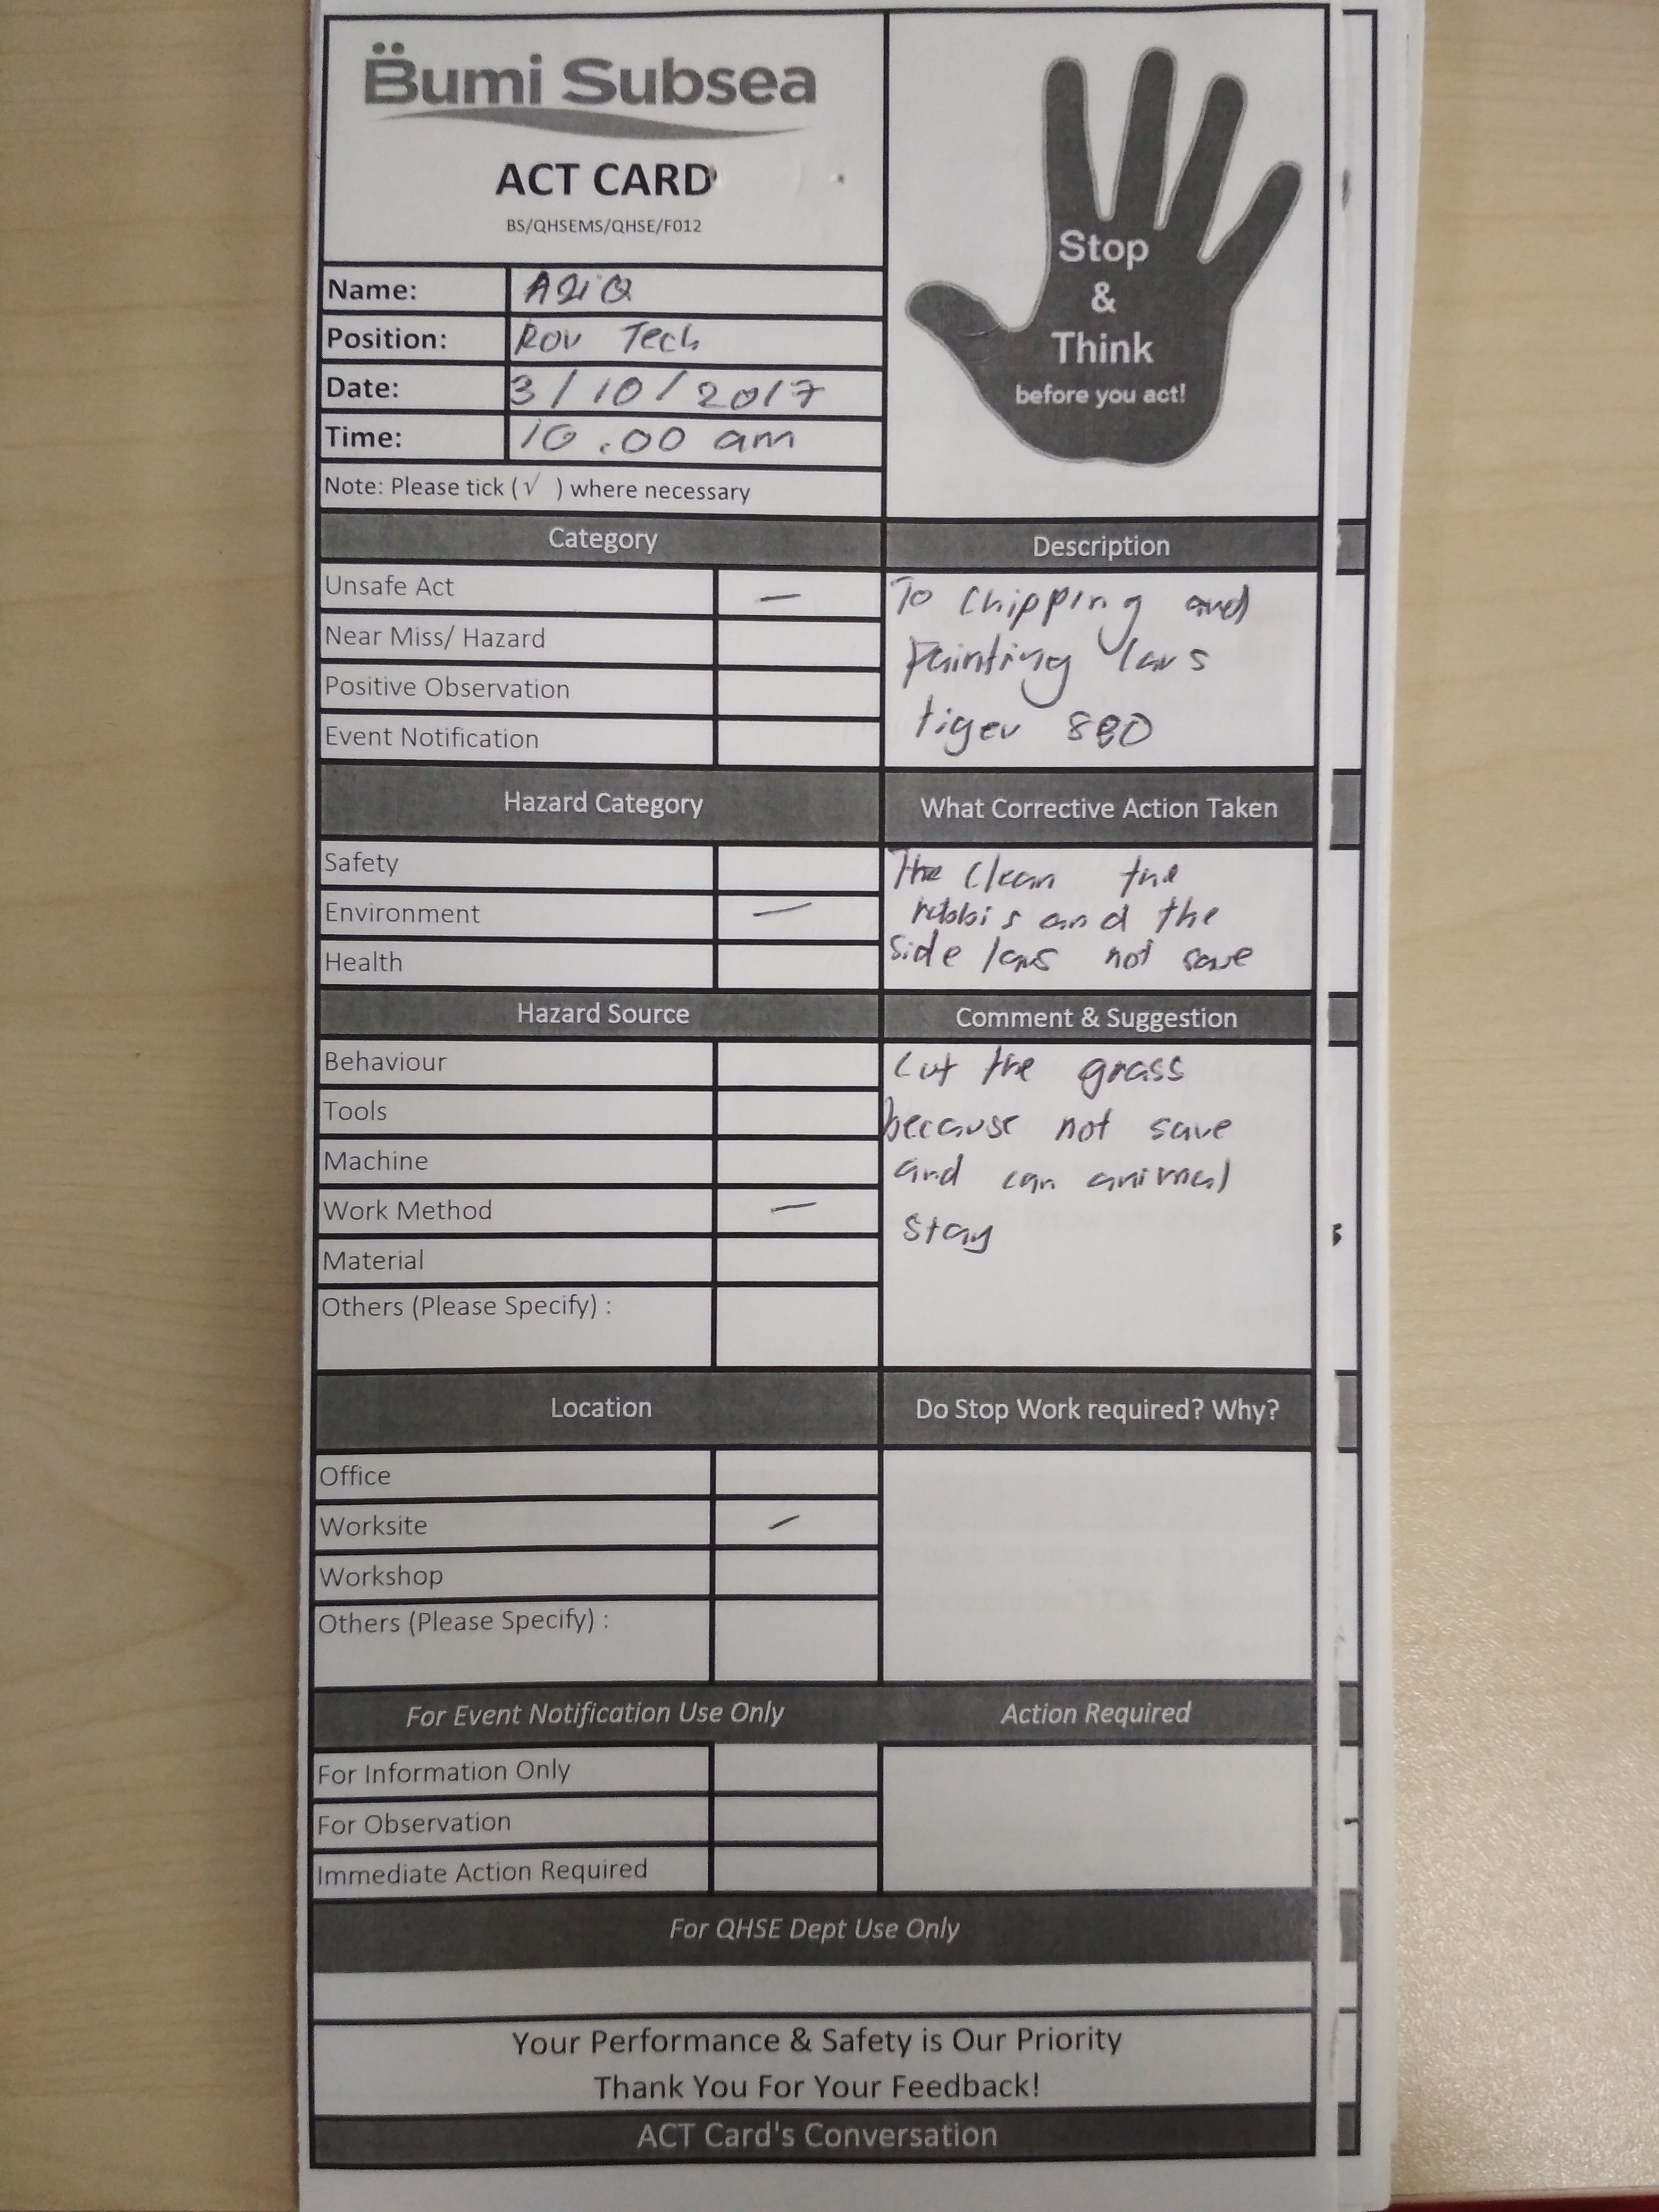 Bumi Subsea
ACT CARD
BS/QHSEMS/QHSE/F012
Stop
&
Think
before you act!
Name: AZIQ
Position: ROV Tech
Date: 3/10/2017
Time: 10.00 am
Note: Please tick (√ ) where necessary
Category
Unsafe Act —
Near Miss/ Hazard
Positive Observation
Event Notification
Description
To Chipping and
Painting lars
tiger
Hazard Category
Safety
Environment —
Health
What Corrective Action Taken
The clean the
and the
side lars not save
Hazard Source
Behaviour
Tools
Machine
Work Method —
Material
Others (Please Specify) :
Comment & Suggestion
Cut the grass
because not save
and can animal
stay
Location
Office
Worksite —
Workshop
Others (Please Specify) :
Do Stop Work required? Why?
For Event Notification Use Only
For Information Only
For Observation
Immediate Action Required
Action Required
For QHSE Dept Use Only
Your Performance & Safety is Our Priority
Thank You For Your Feedback!
ACT Card's Conversation